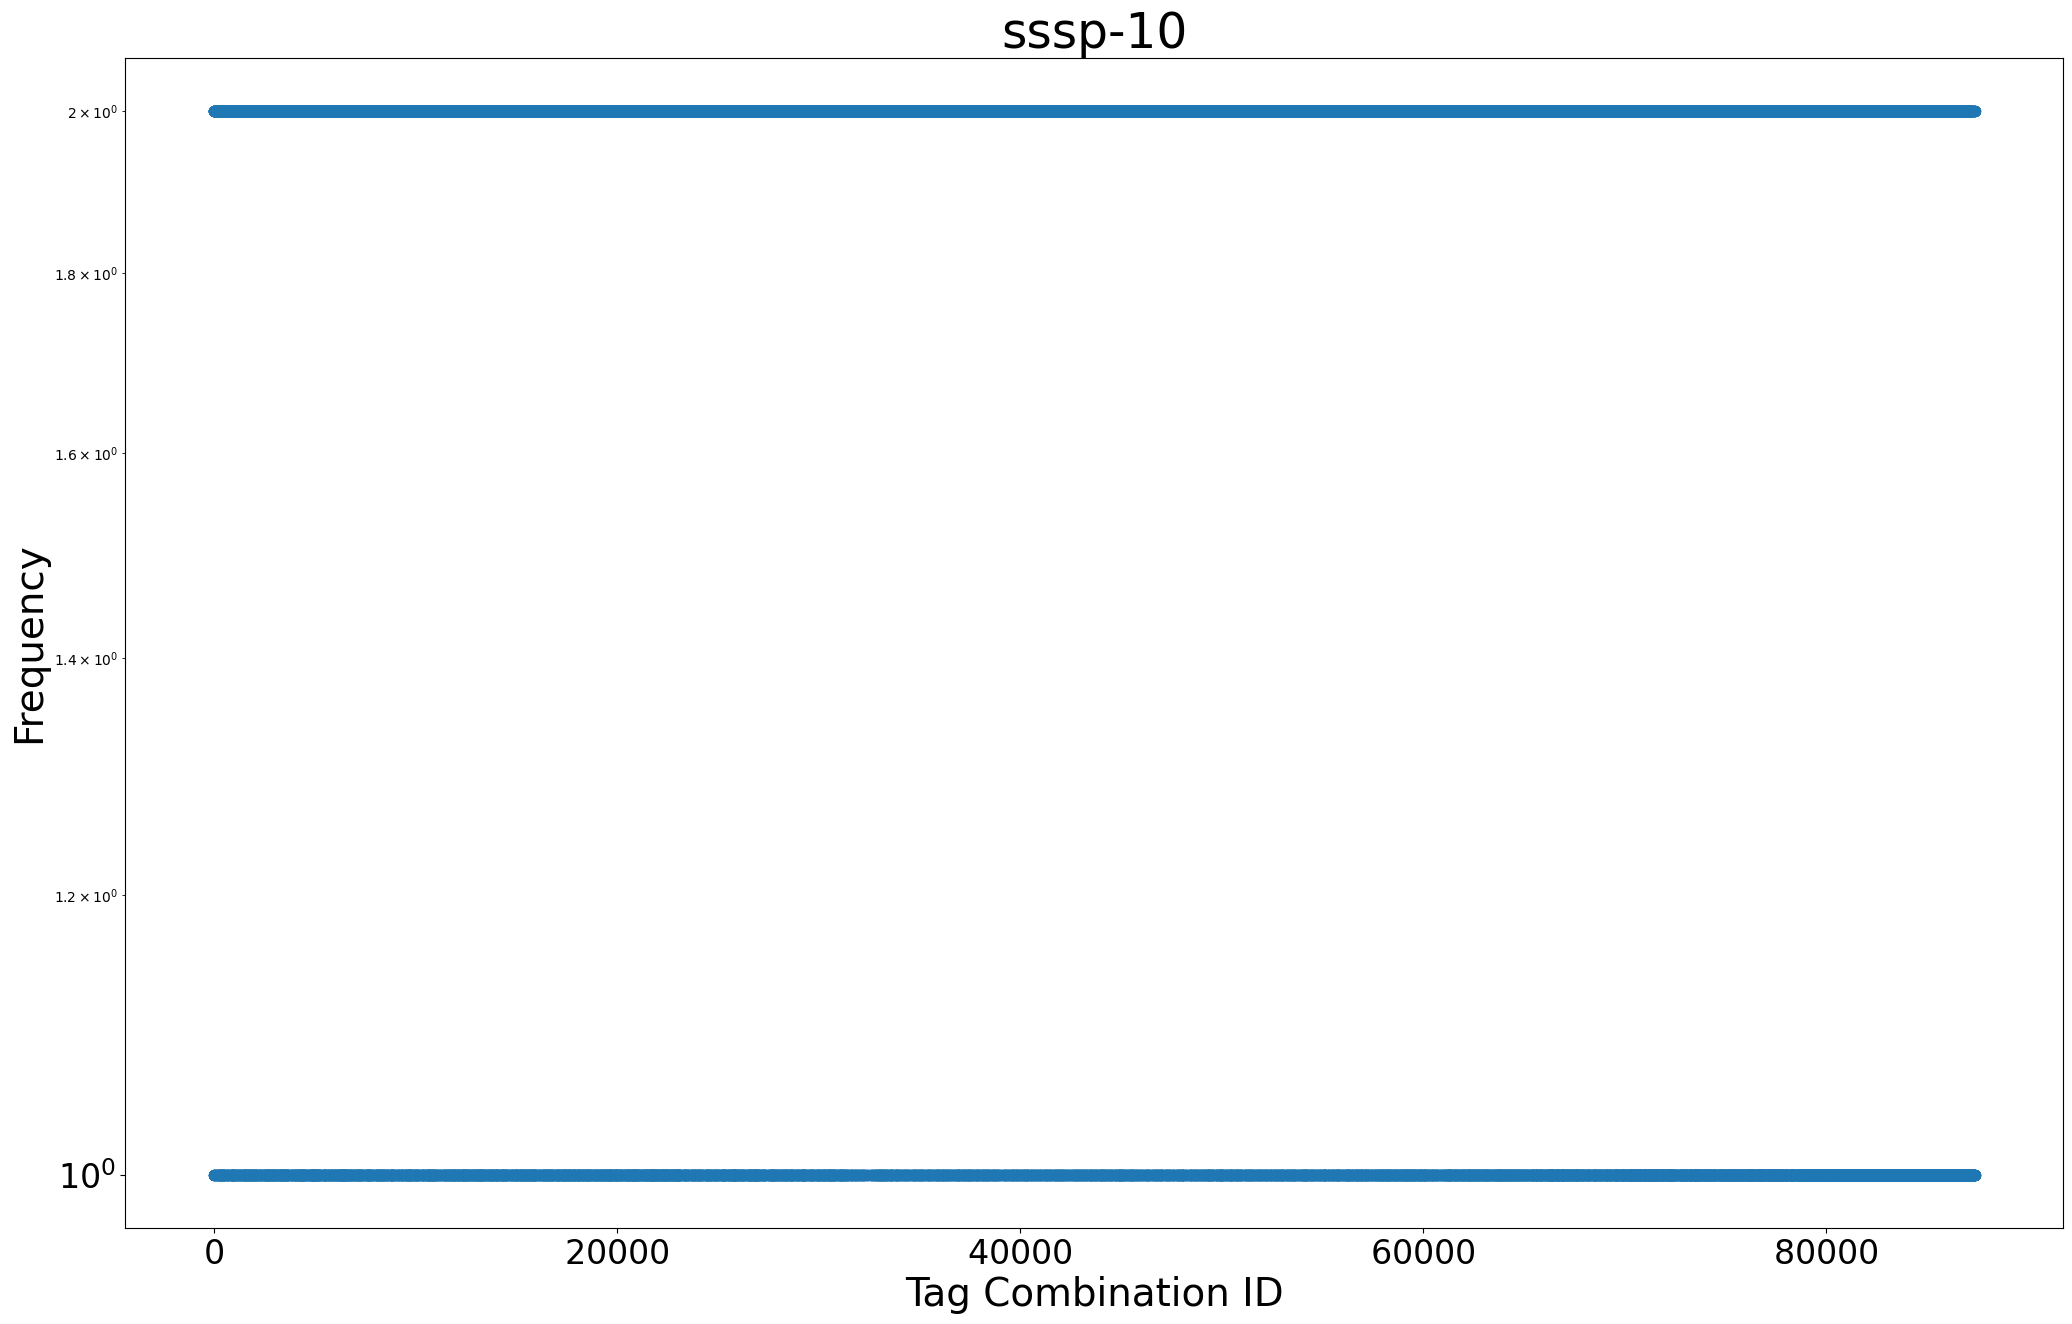 sssp-10
2 × 10⁰
1.8 × 10⁰
1.6 × 10⁰
1.4 × 10⁰
1.2 × 10⁰
10⁰
Frequency
0 20000 40000 60000 80000
Tag Combination ID